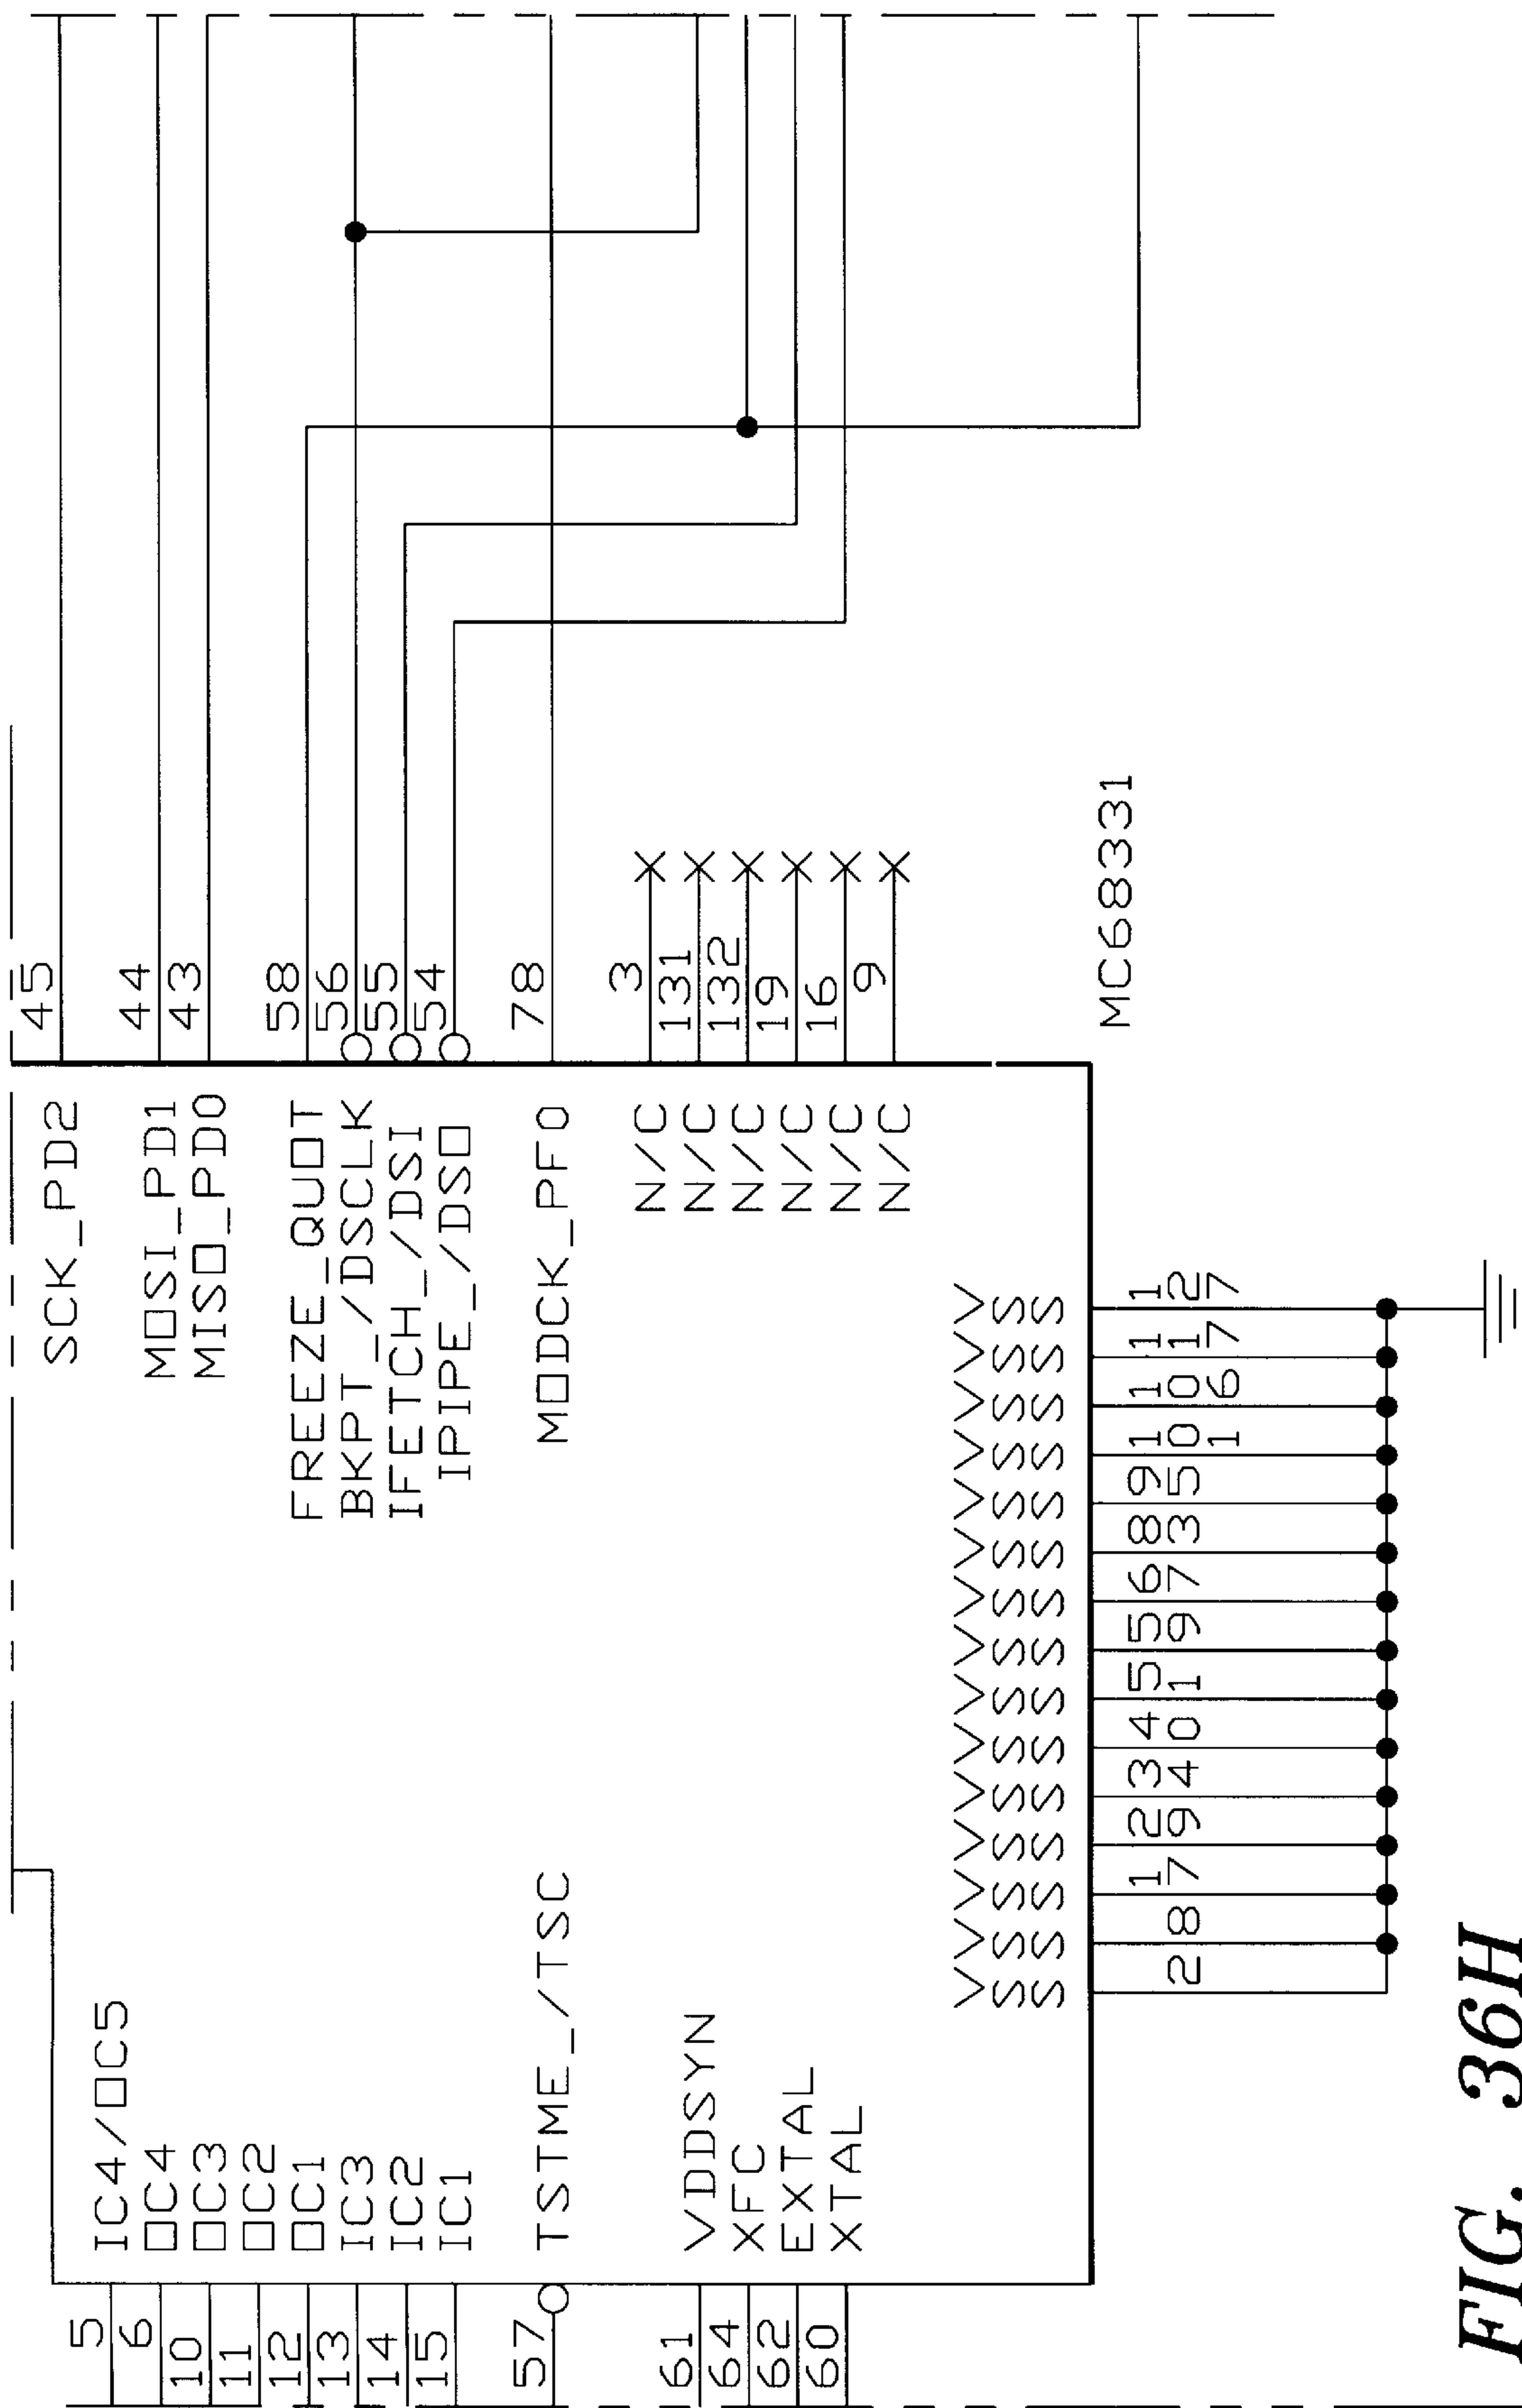 45
SCK_PD2
44
MOSI_PD1
43
MISO_PD0
58
FREEZE_QUOT
56
BKPT_/DSCLK
55
IFETCH_/DSI
54
IPIPE_/DSO
78
MODCK_PF0
3
N/C
131
N/C
132
N/C
19
N/C
16
N/C
9
N/C
MC68331
5
IC4/OC5
6
OC4
10
OC3
11
OC2
12
OC1
13
IC3
14
IC2
15
IC1
57
TSTME_/TSC
61
VDDSYN
64
XFC
62
EXTAL
60
XTAL
VSS VSS VSS VSS VSS VSS VSS VSS VSS VSS VSS VSS VSS VSS VSS
2 8 17 29 34 40 51 59 67 83 95 101 106 117 127
FIG. 36H